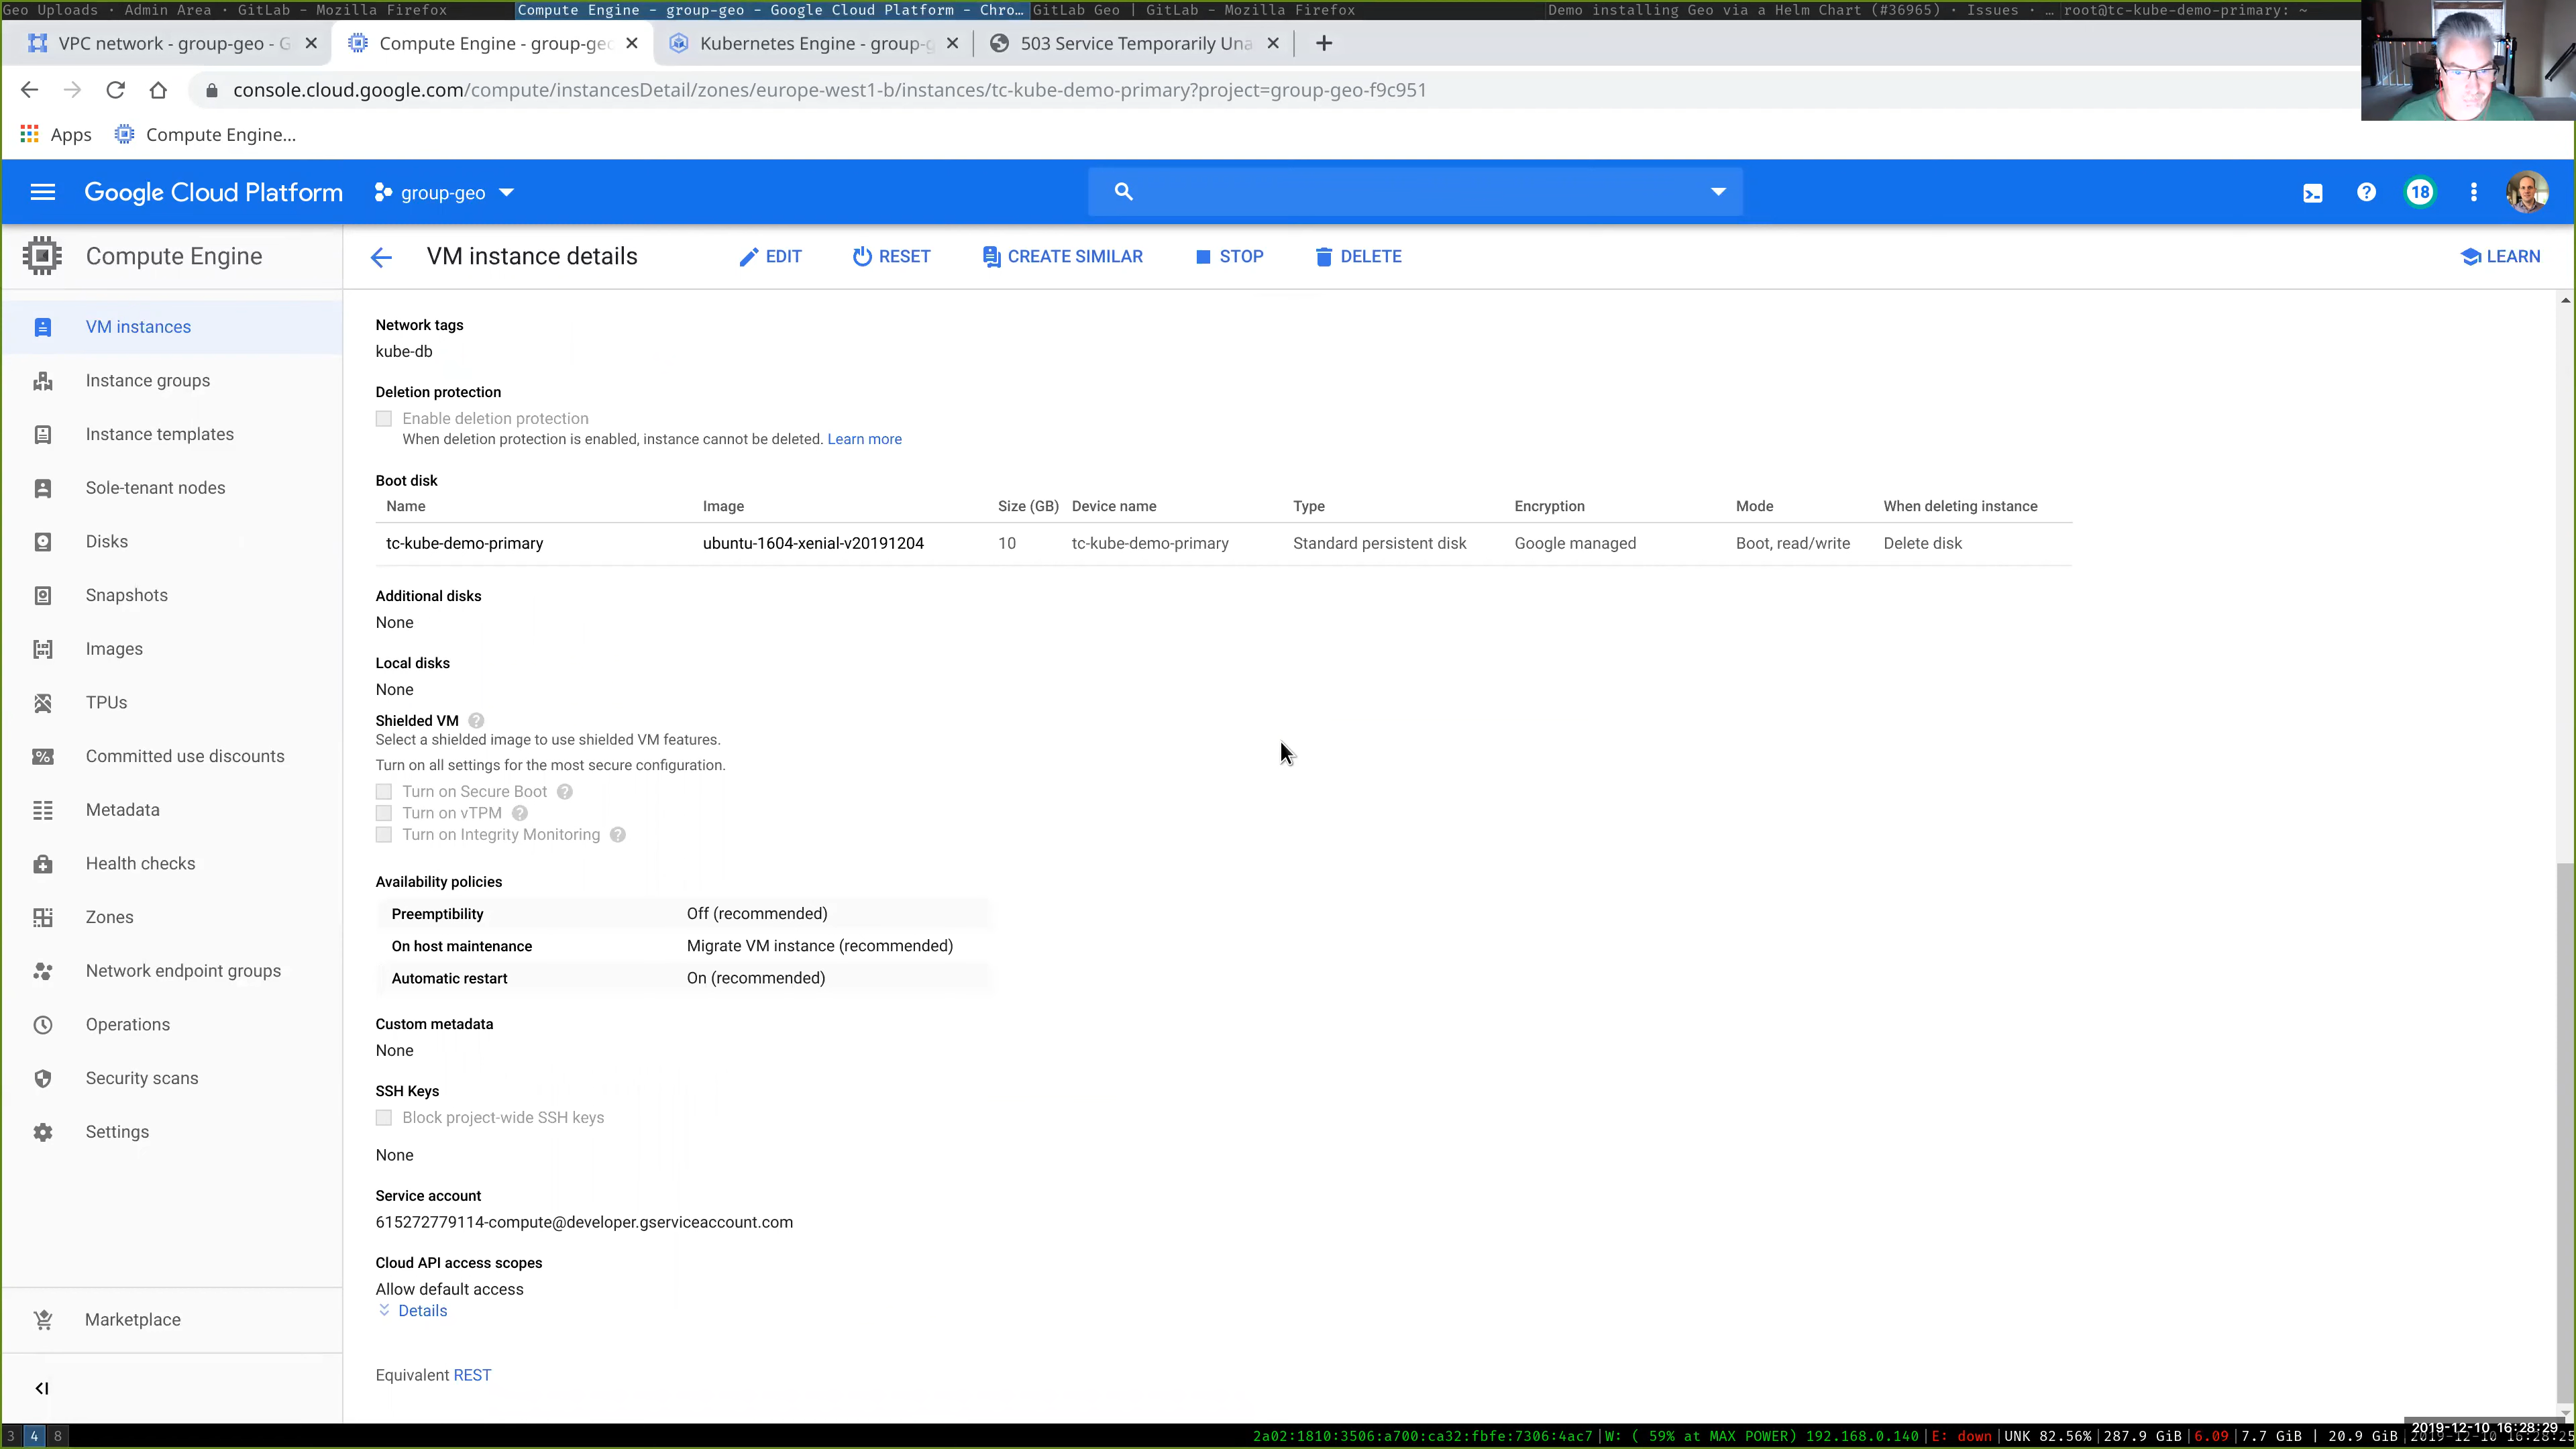 Geo Uploads · Admin Area · GitLab - Mozilla Firefox
Compute Engine - group-geo - Google Cloud Platform - Chro…
GitLab Geo | GitLab - Mozilla Firefox
Demo installing Geo via a Helm Chart (#36965) · Issues · …
root@tc-kube-demo-primary: ~
VPC network - group-geo - G
Compute Engine - group-geo
Kubernetes Engine - group-g
503 Service Temporarily Una
console.cloud.google.com/compute/instancesDetail/zones/europe-west1-b/instances/tc-kube-demo-primary?project=group-geo-f9c951
Apps
Compute Engine...
Google Cloud Platform
group-geo
18
Compute Engine
VM instance details
EDIT
RESET
CREATE SIMILAR
STOP
DELETE
LEARN
VM instances
Instance groups
Instance templates
Sole-tenant nodes
Disks
Snapshots
Images
TPUs
Committed use discounts
Metadata
Health checks
Zones
Network endpoint groups
Operations
Security scans
Settings
Marketplace
Network tags
kube-db
Deletion protection
Enable deletion protection
When deletion protection is enabled, instance cannot be deleted. Learn more
Boot disk
Name Image Size (GB) Device name Type Encryption Mode When deleting instance
tc-kube-demo-primary ubuntu-1604-xenial-v20191204 10 tc-kube-demo-primary Standard persistent disk Google managed Boot, read/write Delete disk
Additional disks
None
Local disks
None
Shielded VM
Select a shielded image to use shielded VM features.
Turn on all settings for the most secure configuration.
Turn on Secure Boot
Turn on vTPM
Turn on Integrity Monitoring
Availability policies
Preemptibility Off (recommended)
On host maintenance Migrate VM instance (recommended)
Automatic restart On (recommended)
Custom metadata
None
SSH Keys
Block project-wide SSH keys
None
Service account
615272779114-compute@developer.gserviceaccount.com
Cloud API access scopes
Allow default access
Details
Equivalent REST
3 4 8
2a02:1810:3506:a700:ca32:fbfe:7306:4ac7|W: ( 59% at MAX POWER) 192.168.0.140|E: down|UNK 82.56%|287.9 GiB|6.09|7.7 GiB | 20.9 GiB
2019-12-10 16:28:29